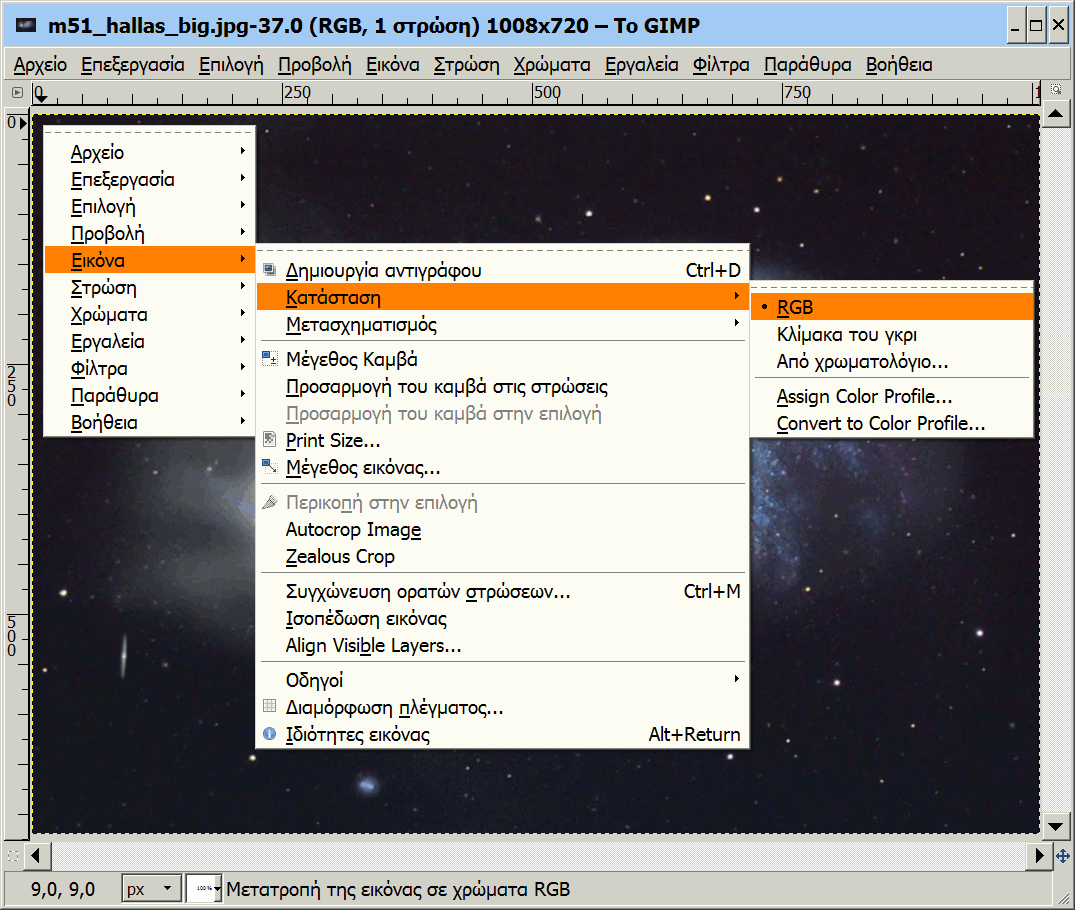 m51_hallas_big.jpg-37.0 (RGB, 1 στρώση) 1008x720 – Το GIMP
Αρχείο Επεξεργασία Επιλογή Προβολή Εικόνα Στρώση Χρώματα Εργαλεία Φίλτρα Παράθυρα Βοήθεια
0 250 500 750 1
0
250
500
Αρχείο
Επεξεργασία
Επιλογή
Προβολή
Εικόνα
Στρώση
Χρώματα
Εργαλεία
Φίλτρα
Παράθυρα
Βοήθεια
Δημιουργία αντιγράφου Ctrl+D
Κατάσταση
Μετασχηματισμός
Μέγεθος Καμβά
Προσαρμογή του καμβά στις στρώσεις
Προσαρμογή του καμβά στην επιλογή
Print Size...
Μέγεθος εικόνας...
Περικοπή στην επιλογή
Autocrop Image
Zealous Crop
Συγχώνευση ορατών στρώσεων... Ctrl+M
Ισοπέδωση εικόνας
Align Visible Layers...
Οδηγοί
Διαμόρφωση πλέγματος...
Ιδιότητες εικόνας Alt+Return
RGB
Κλίμακα του γκρι
Από χρωματολόγιο...
Assign Color Profile...
Convert to Color Profile...
9,0, 9,0 px 100% Μετατροπή της εικόνας σε χρώματα RGB